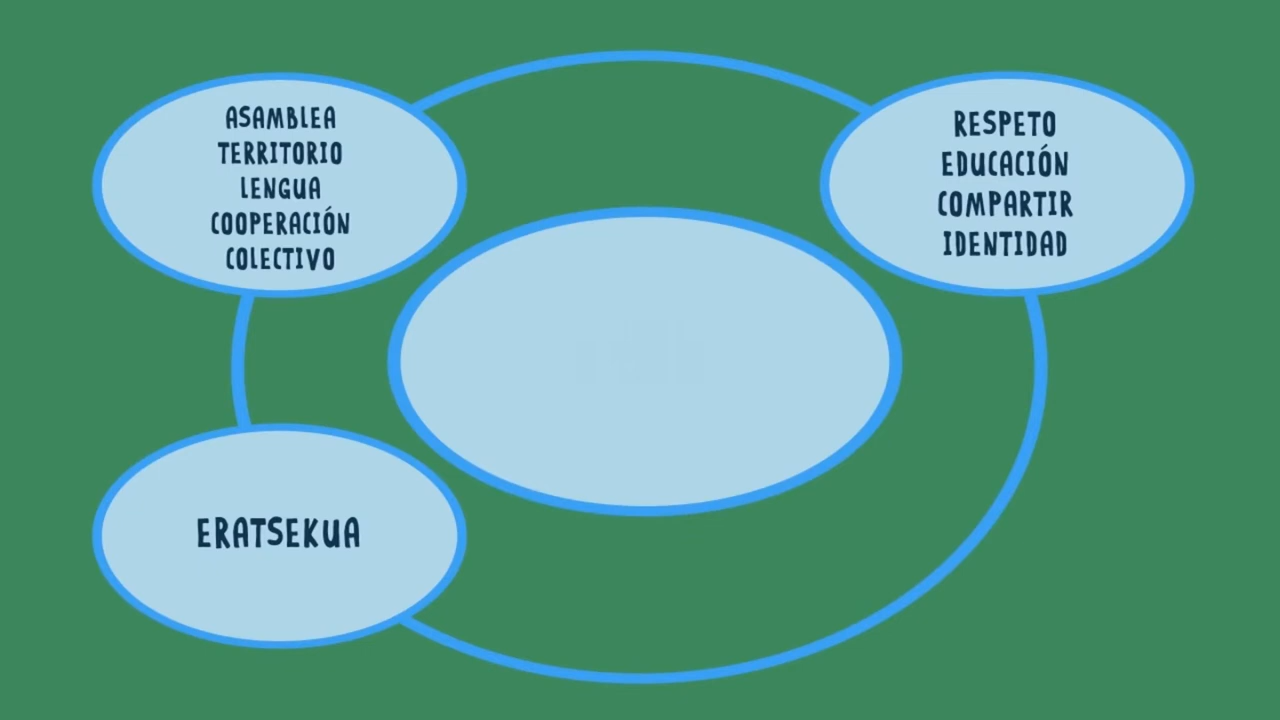 ASAMBLEA
TERRITORIO
LENGUA
COOPERACIÓN
COLECTIVO
RESPETO
EDUCACIÓN
COMPARTIR
IDENTIDAD
ERATSEKUA